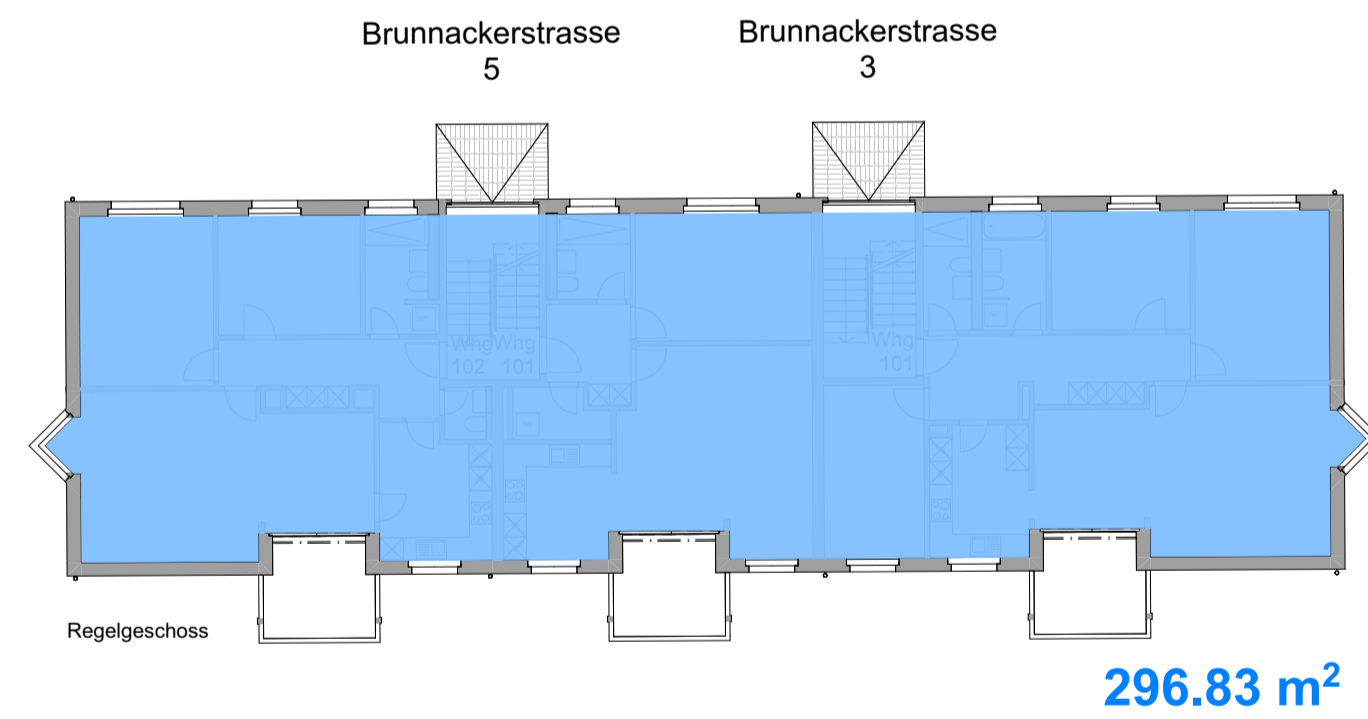 Brunnackerstrasse
5
Brunnackerstrasse
3
Whg
102
Whg
101
Whg
101
Regelgeschoss
296.83 m²